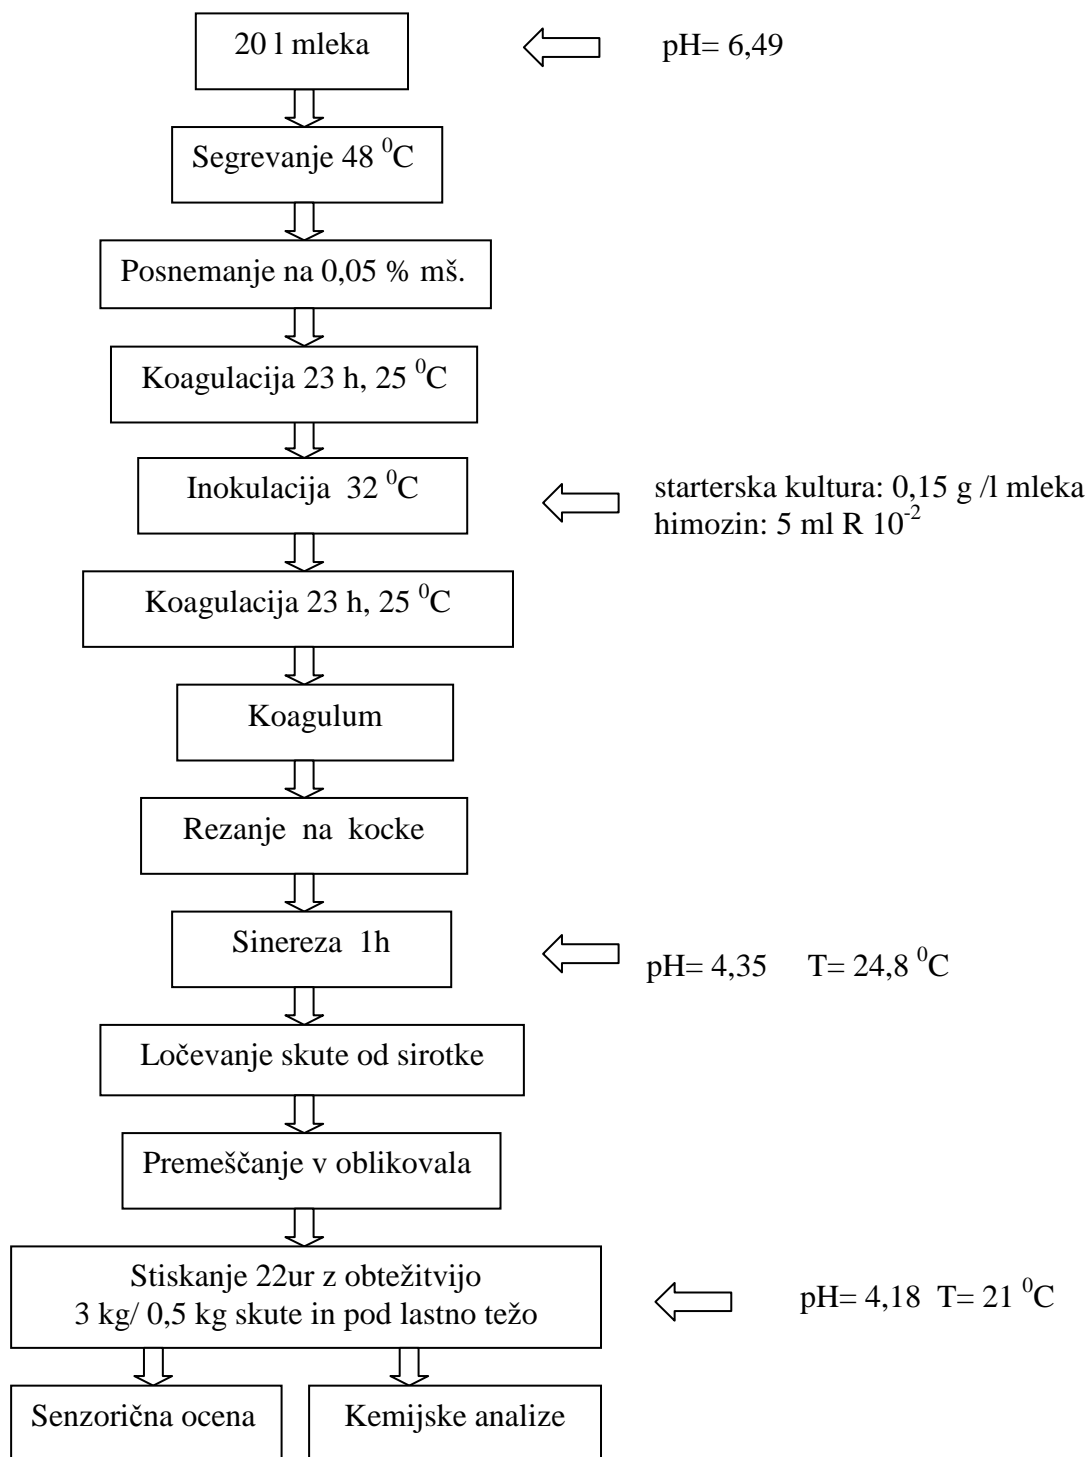 20 l mleka
pH= 6,49
Segrevanje 48 ⁰C
Posnemanje na 0,05 % mš.
Koagulacija 23 h, 25 ⁰C
Inokulacija 32 ⁰C
starterska kultura: 0,15 g /l mleka
himozin: 5 ml R 10⁻²
Koagulacija 23 h, 25 ⁰C
Koagulum
Rezanje na kocke
Sinereza 1h
pH= 4,35 T= 24,8 ⁰C
Ločevanje skute od sirotke
Premeščanje v oblikovala
Stiskanje 22ur z obtežitvijo
3 kg/ 0,5 kg skute in pod lastno težo
pH= 4,18 T= 21 ⁰C
Senzorična ocena
Kemijske analize